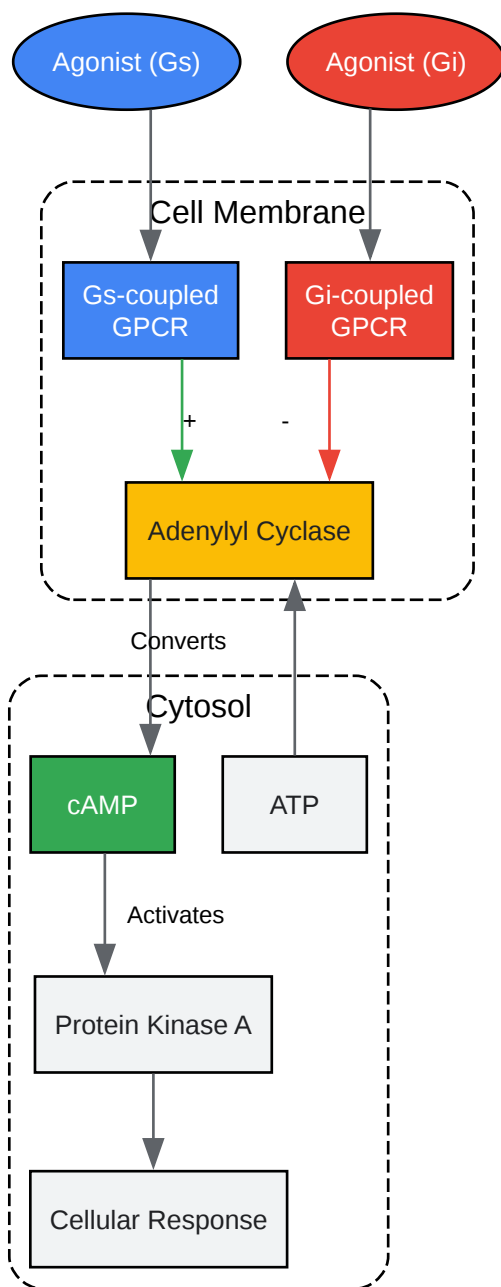 Agonist (Gs)
Agonist (Gi)
Cell Membrane
Gs-coupled
GPCR
Gi-coupled
GPCR
+
-
Adenylyl Cyclase
Converts
Cytosol
cAMP
ATP
Activates
Protein Kinase A
Cellular Response